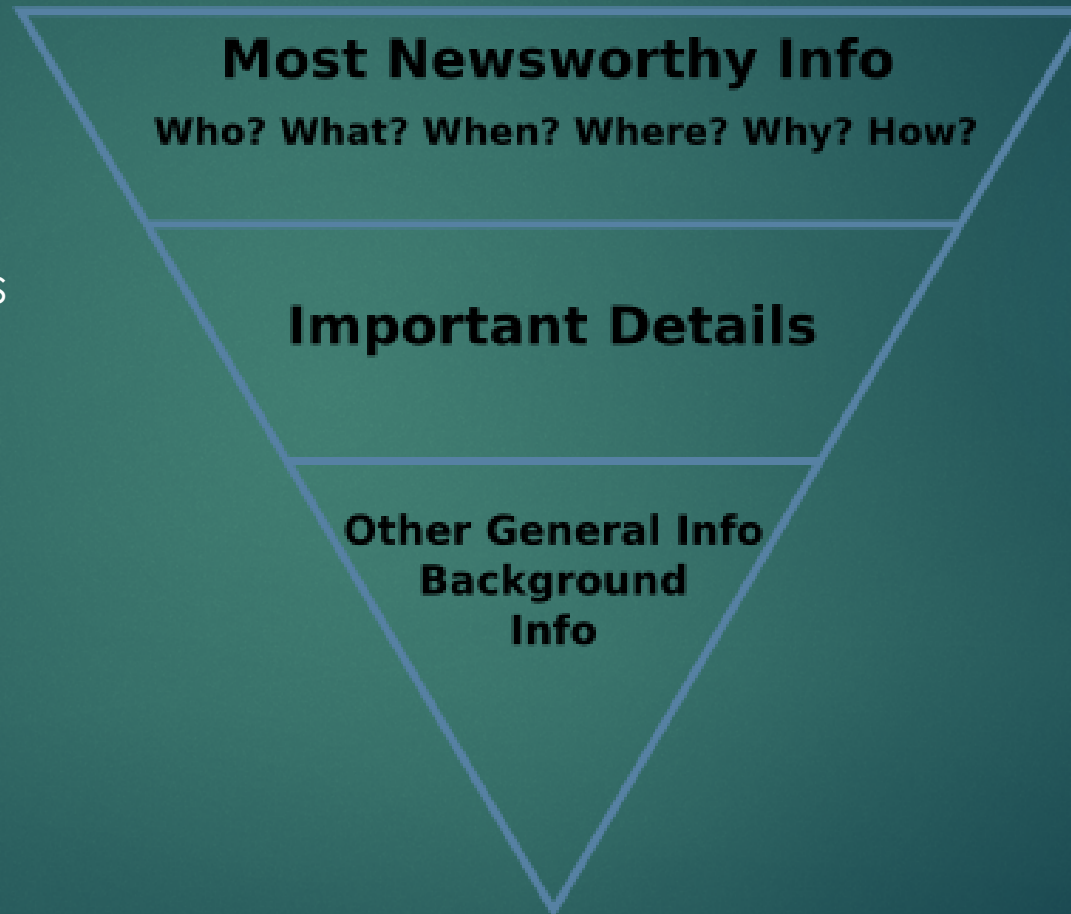 Most Newsworthy Info
Who? What? When? Where? Why? How?
Important Details
Other General Info
Background
Info